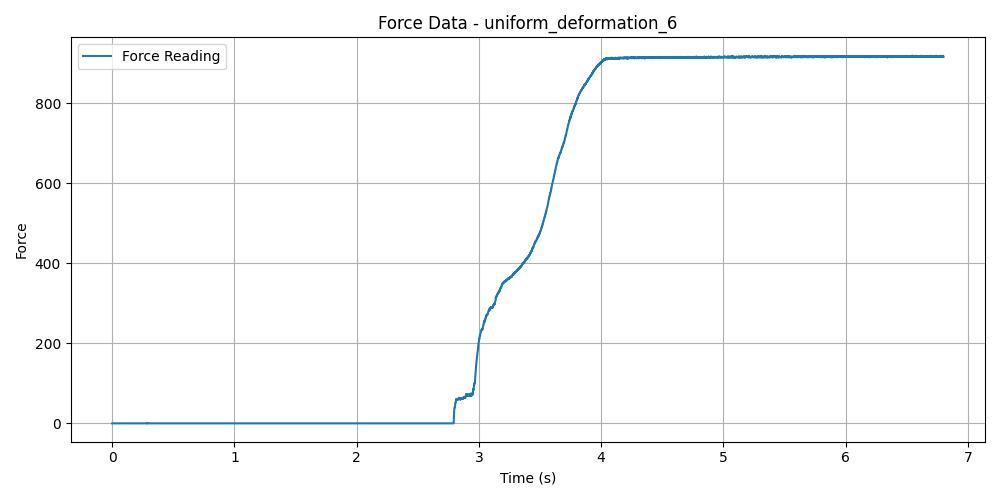 Force Data - uniform_deformation_6
Force Reading
Force
800
600
400
200
0
0 1 2 3 4 5 6 7
Time (s)